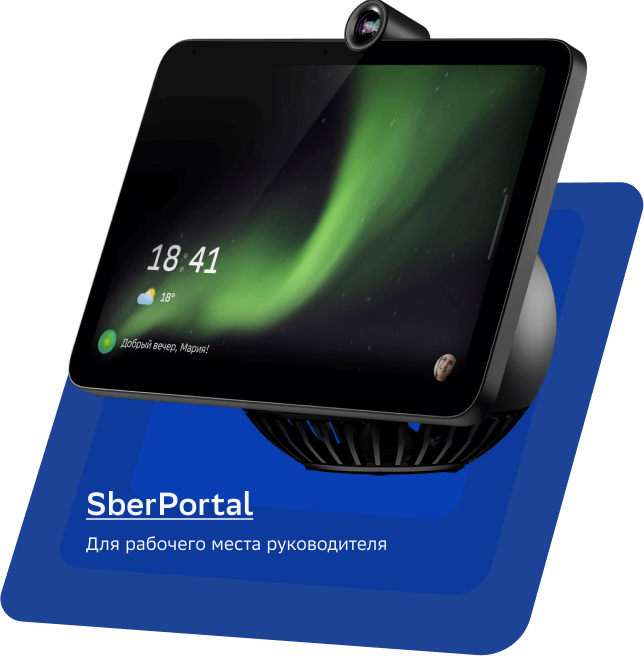 18:41
18°
Добрый вечер, Мария!
SberPortal
Для рабочего места руководителя